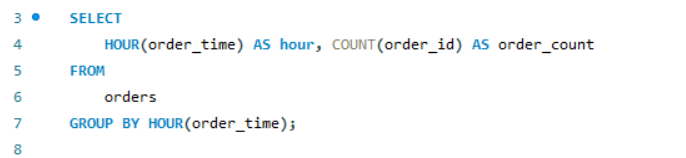 3 SELECT
4 HOUR(order_time) AS hour, COUNT(order_id) AS order_count
5 FROM
6 orders
7 GROUP BY HOUR(order_time);
8